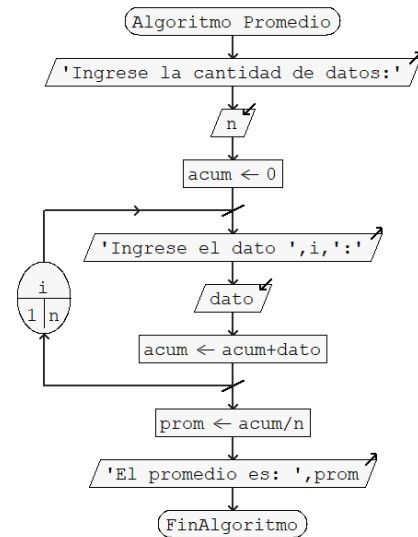 Algoritmo Promedio
'Ingrese la cantidad de datos:'
n
acum ← 0
'Ingrese el dato ',i,':'
i
1 n
dato
acum ← acum+dato
prom ← acum/n
'El promedio es: ',prom
FinAlgoritmo